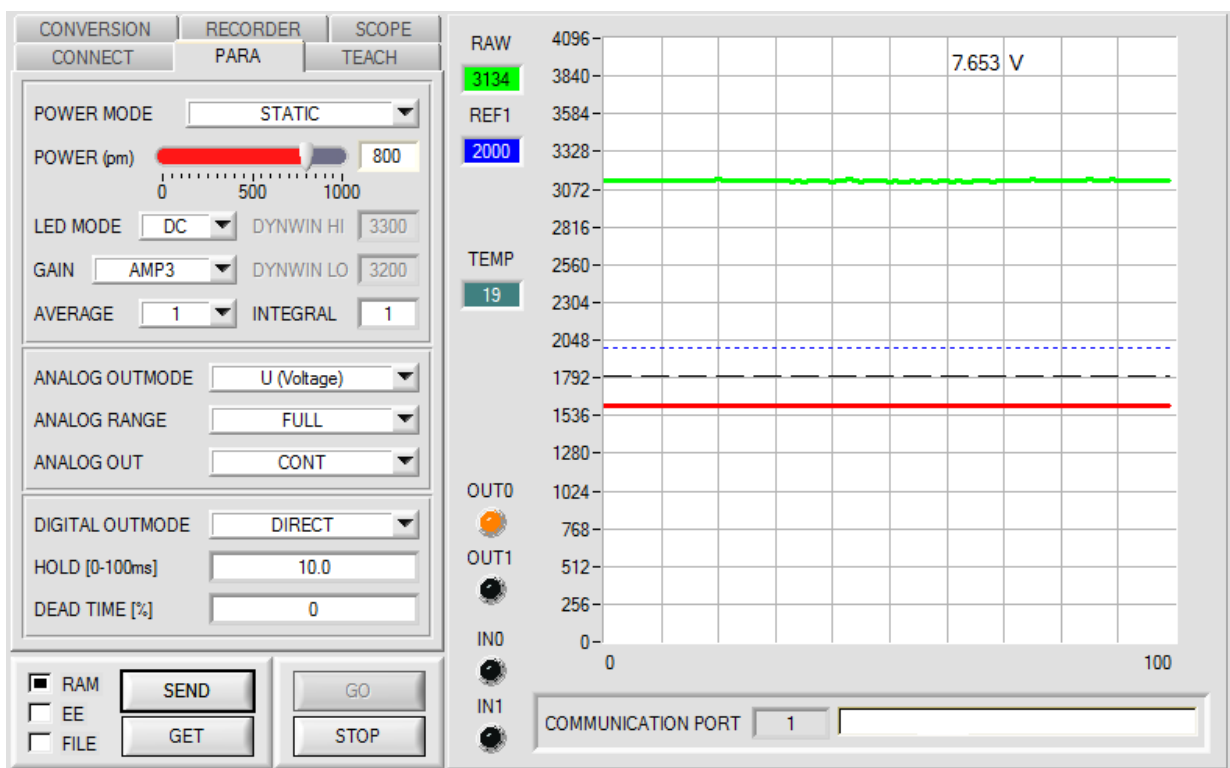 CONVERSION RECORDER SCOPE
CONNECT PARA TEACH
POWER MODE STATIC
POWER (pm) 800
0 500 1000
LED MODE DC DYNWIN HI 3300
GAIN AMP3 DYNWIN LO 3200
AVERAGE 1 INTEGRAL 1
ANALOG OUTMODE U (Voltage)
ANALOG RANGE FULL
ANALOG OUT CONT
DIGITAL OUTMODE DIRECT
HOLD [0-100ms] 10.0
DEAD TIME [%] 0
RAM
EE
FILE
SEND
GET
GO
STOP
RAW
3134
REF1
2000
TEMP
19
OUT0
OUT1
IN0
IN1
7.653 V
4096
3840
3584
3328
3072
2816
2560
2304
2048
1792
1536
1280
1024
768
512
256
0
0 100
COMMUNICATION PORT 1